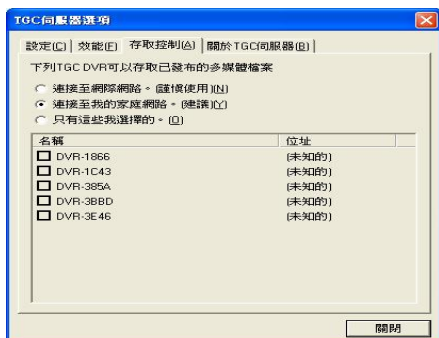 TGC伺服器選項
設定(C) 效能(F) 存取控制(A) 關於TGC伺服器(B)
下列TGC DVR可以存取已發布的多媒體檔案
連接至網際網路。(謹慎使用)(N)
連接至我的家庭網路。(建議)(Y)
只有這些我選擇的。(O)
名稱 位址
DVR-1866 (未知的)
DVR-1C43 (未知的)
DVR-385A (未知的)
DVR-3BBD (未知的)
DVR-3E46 (未知的)
關閉